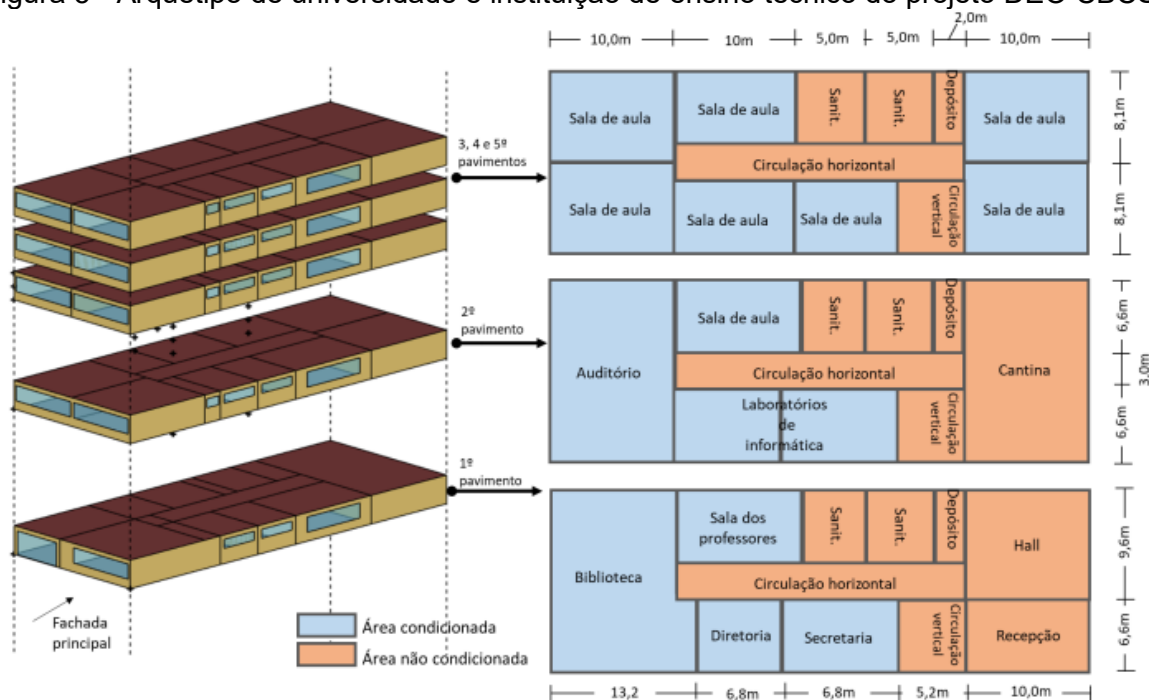 2,0m
10,0m
10m
5,0m
5,0m
10,0m
3, 4 e 5º
pavimentos
Sala de aula
Sala de aula
Sanit.
Sanit.
Depósito
Sala de aula
8,1m
Circulação horizontal
Sala de aula
Sala de aula
Sala de aula
Circulação
vertical
Sala de aula
8,1m
2º
pavimento
Auditório
Sala de aula
Sanit.
Sanit.
Depósito
Cantina
6,6m
Circulação horizontal
3,0m
Laboratórios
de
informática
Circulação
vertical
6,6m
1º
pavimento
Biblioteca
Sala dos
professores
Sanit.
Sanit.
Depósito
Hall
9,6m
Circulação horizontal
Diretoria
Secretaria
Circulação
vertical
Recepção
6,6m
Fachada
principal
Área condicionada
Área não condicionada
13,2
6,8m
6,8m
5,2m
10,0m